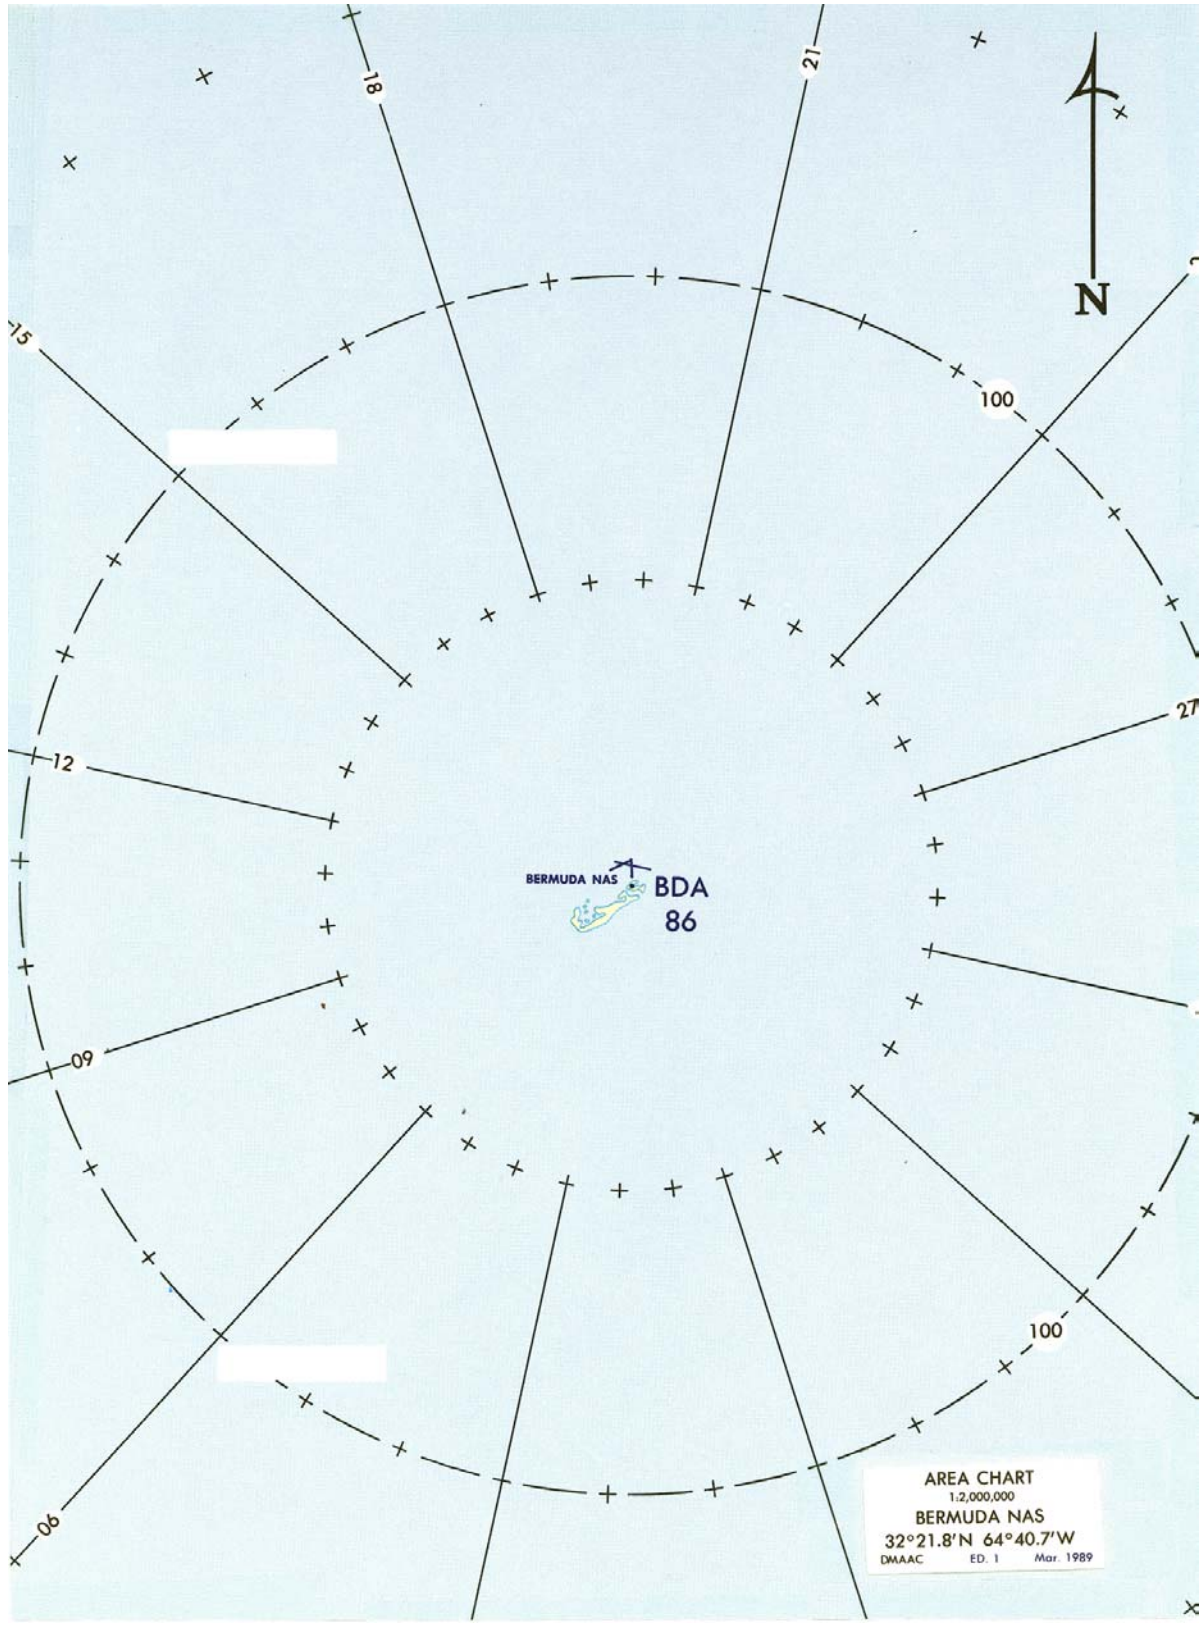 18
21
N
15
100
27
12
BERMUDA NAS
BDA
86
09
100
06
AREA CHART
1:2,000,000
BERMUDA NAS
32°21.8'N 64°40.7'W
DMAAC ED. 1 Mar. 1989